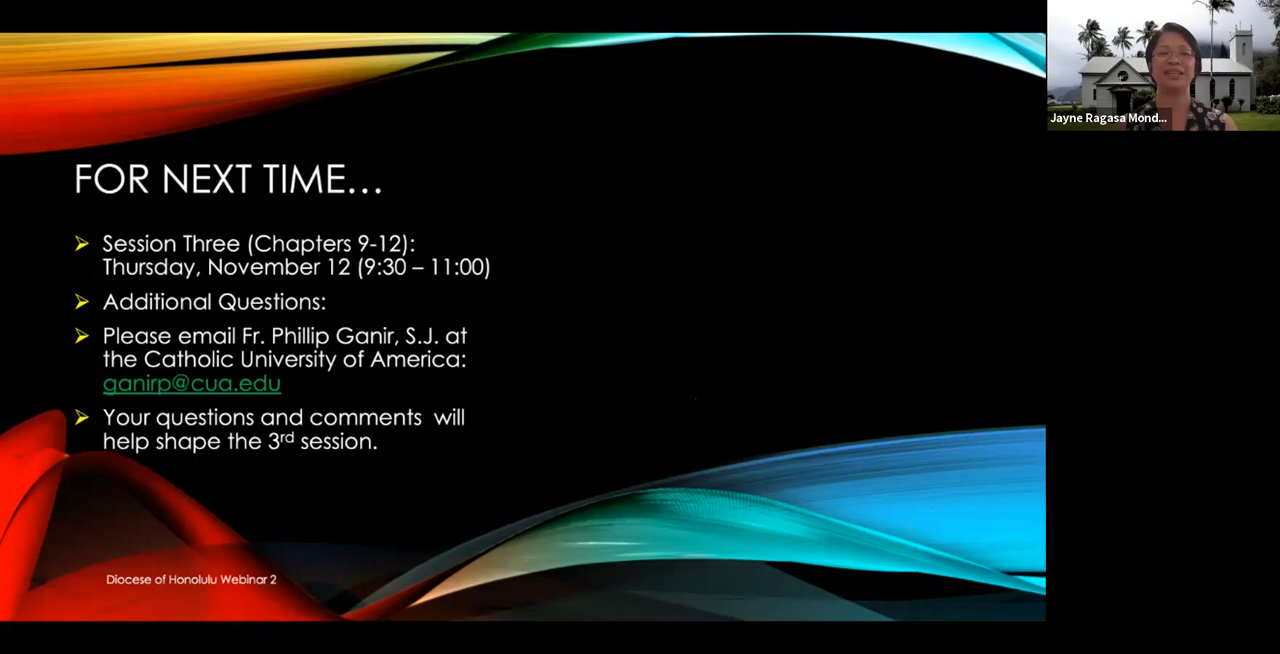 Jayne Ragasa Mond...
FOR NEXT TIME…
Session Three (Chapters 9-12):
Thursday, November 12 (9:30 – 11:00)
Additional Questions:
Please email Fr. Phillip Ganir, S.J. at
the Catholic University of America:
ganirp@cua.edu
Your questions and comments will
help shape the 3rd session.
Diocese of Honolulu Webinar 2